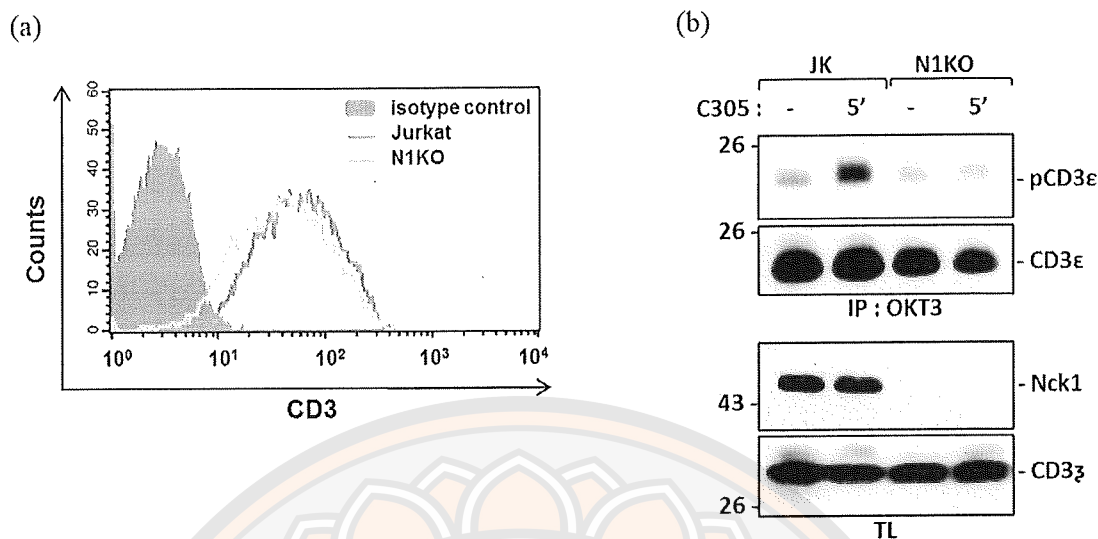 (a)
60
50
40
30
20
10
0
Counts
isotype control
Jurkat
N1KO
10⁰ 10¹ 10² 10³ 10⁴
CD3
(b)
JK N1KO
C305 : - 5' - 5'
26
- pCD3ε
26
- CD3ε
IP : OKT3
- Nck1
43
- CD3ʒ
26
TL